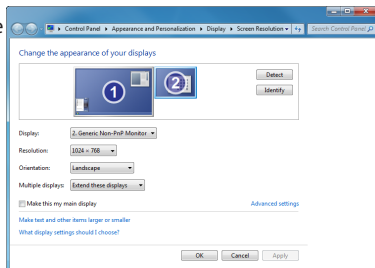 e
Control Panel ▸ Appearance and Personalization ▸ Display ▸ Screen Resolution
Search Control Panel
Change the appearance of your displays
1
2
Detect
Identify
Display: 2. Generic Non-PnP Monitor
Resolution: 1024 × 768
Orientation: Landscape
Multiple displays: Extend these displays
Make this my main display
Advanced settings
Make text and other items larger or smaller
What display settings should I choose?
OK Cancel Apply